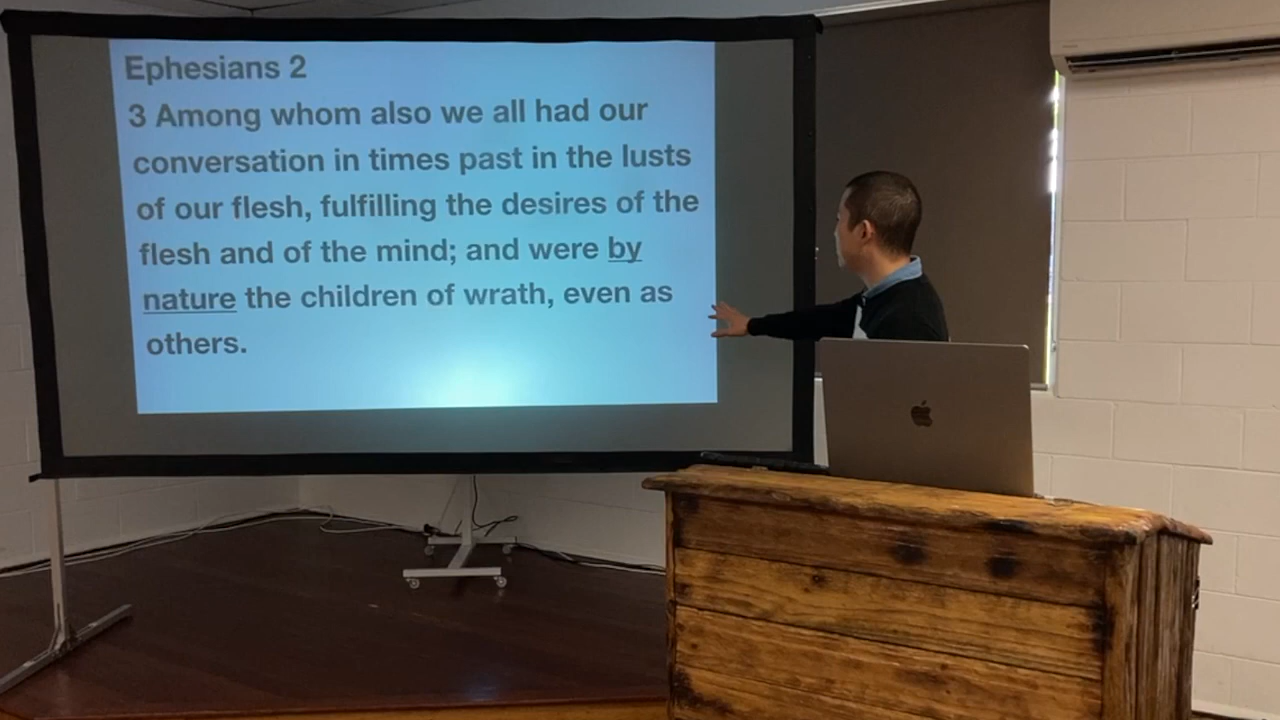 Ephesians 2
3 Among whom also we all had our
conversation in times past in the lusts
of our flesh, fulfilling the desires of the
flesh and of the mind; and were by
nature the children of wrath, even as
others.